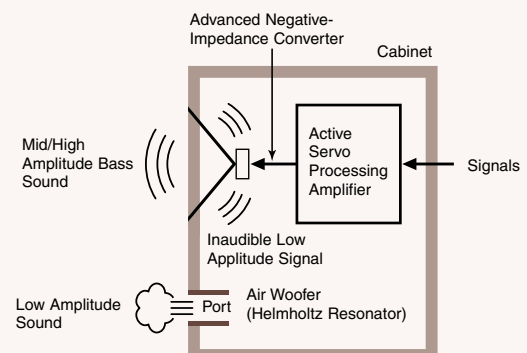 Advanced Negative-
Impedance Converter
Cabinet
Mid/High
Amplitude Bass
Sound
Active
Servo
Processing
Amplifier
Signals
Inaudible Low
Applitude Signal
Low Amplitude
Sound
Port
Air Woofer
(Helmholtz Resonator)